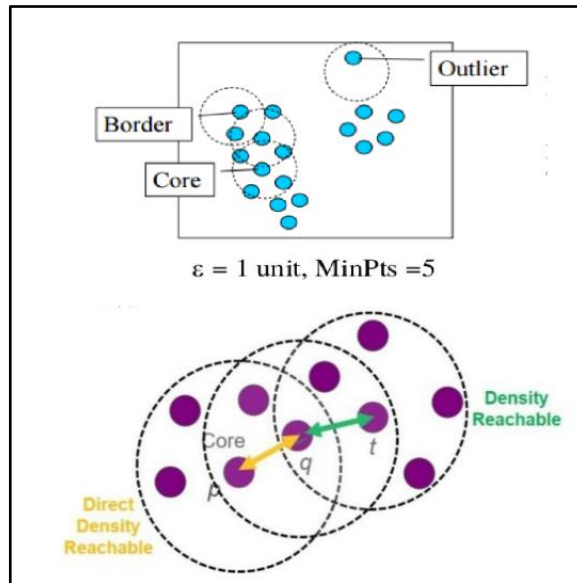 Outlier
Border
Core
ε = 1 unit, MinPts =5
Density
Reachable
Core
t
q
p
Direct
Density
Reachable